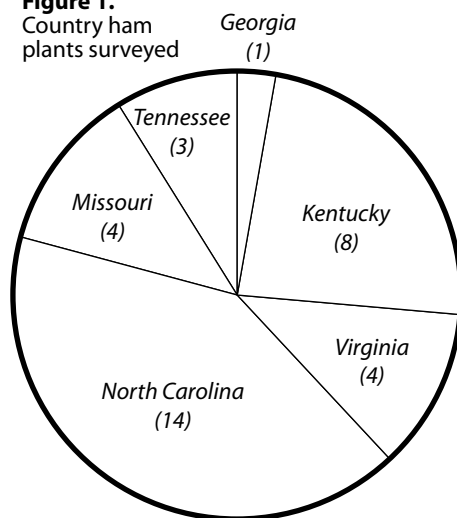 Figure 1.
Country ham
plants surveyed
Georgia
(1)
Tennessee
(3)
Missouri
(4)
Kentucky
(8)
Virginia
(4)
North Carolina
(14)